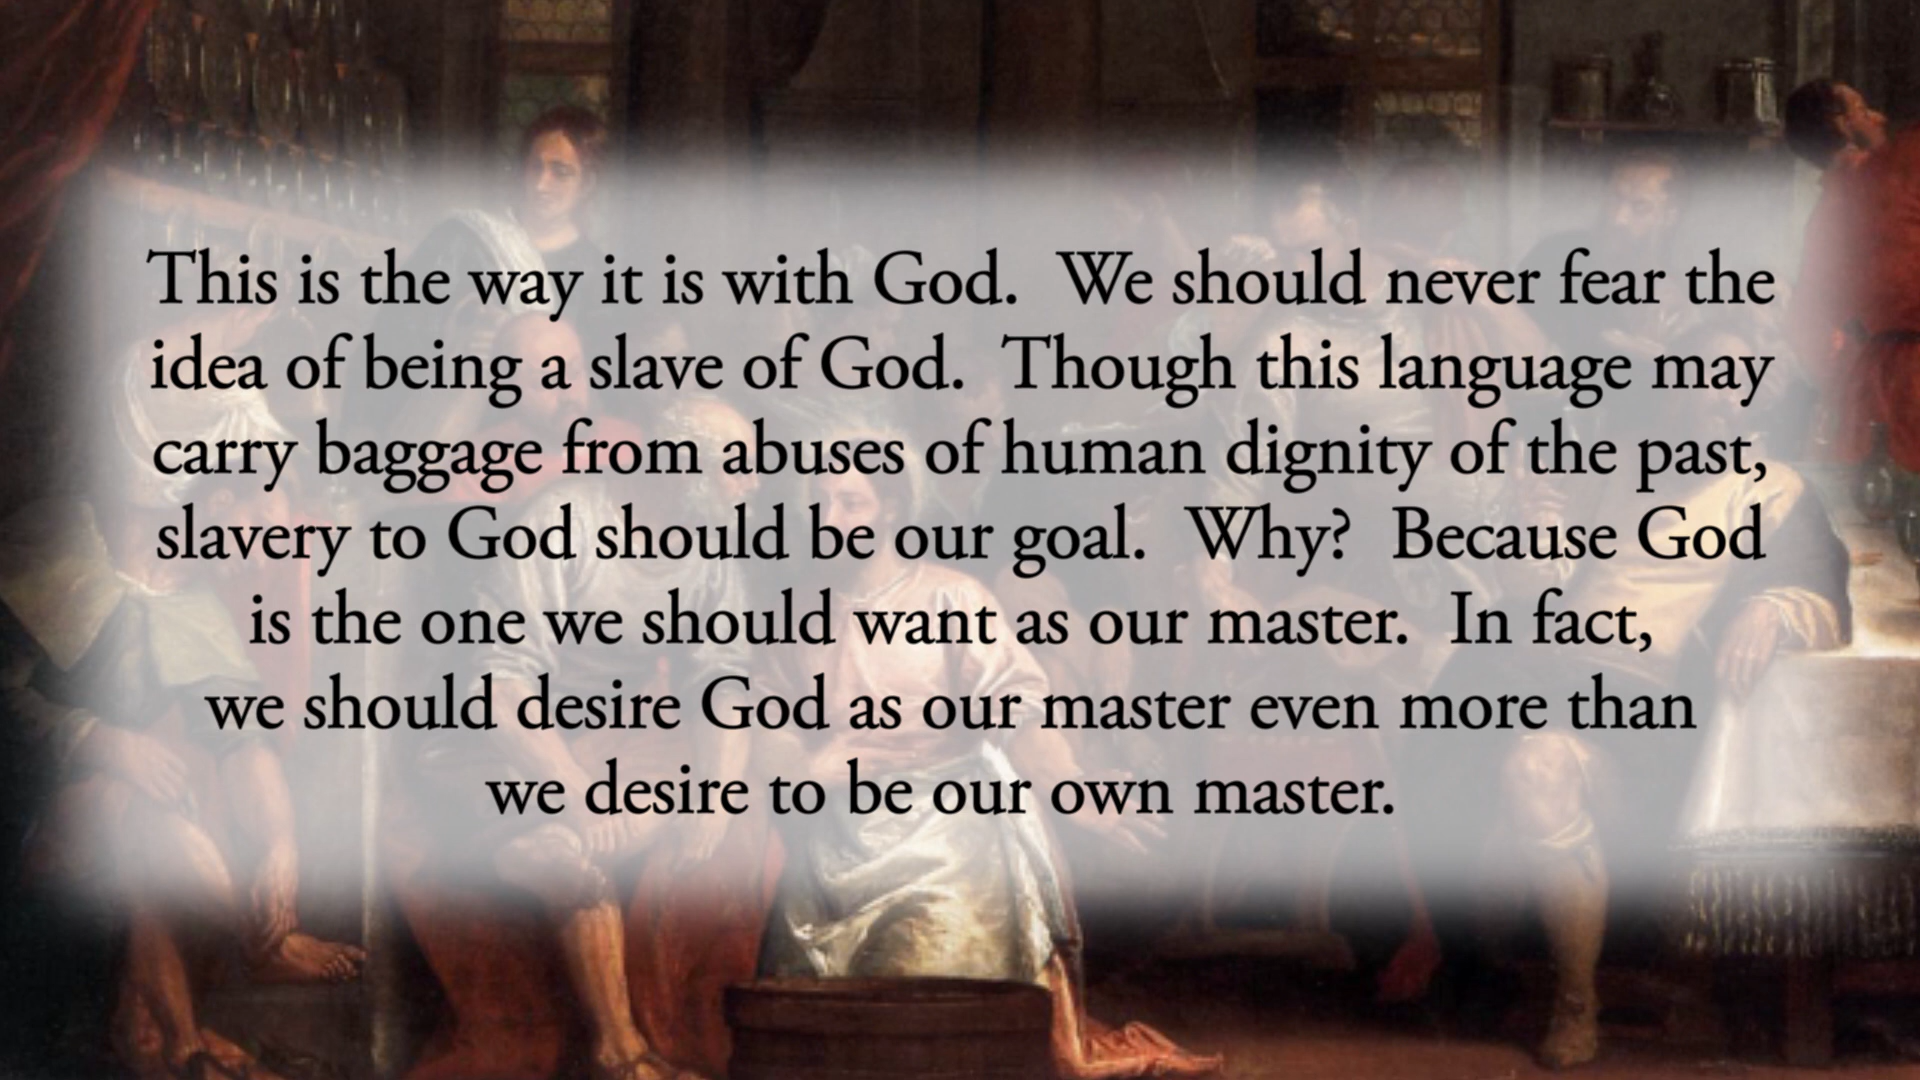 This is the way it is with God.  We should never fear the
idea of being a slave of God.  Though this language may
carry baggage from abuses of human dignity of the past,
slavery to God should be our goal.  Why?  Because God
is the one we should want as our master.  In fact,
we should desire God as our master even more than
we desire to be our own master.